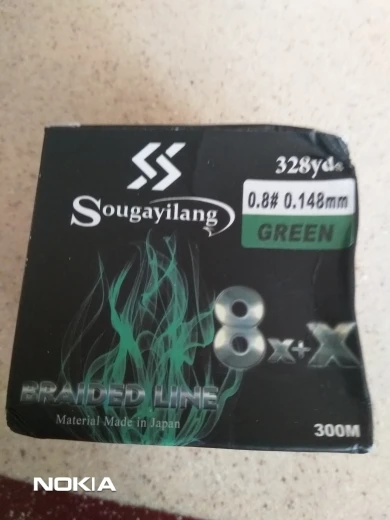 328yds
Sougayilang
0.8# 0.148mm
GREEN
8X+X
BRAIDED LINE
Material Made in Japan
300M
NOKIA